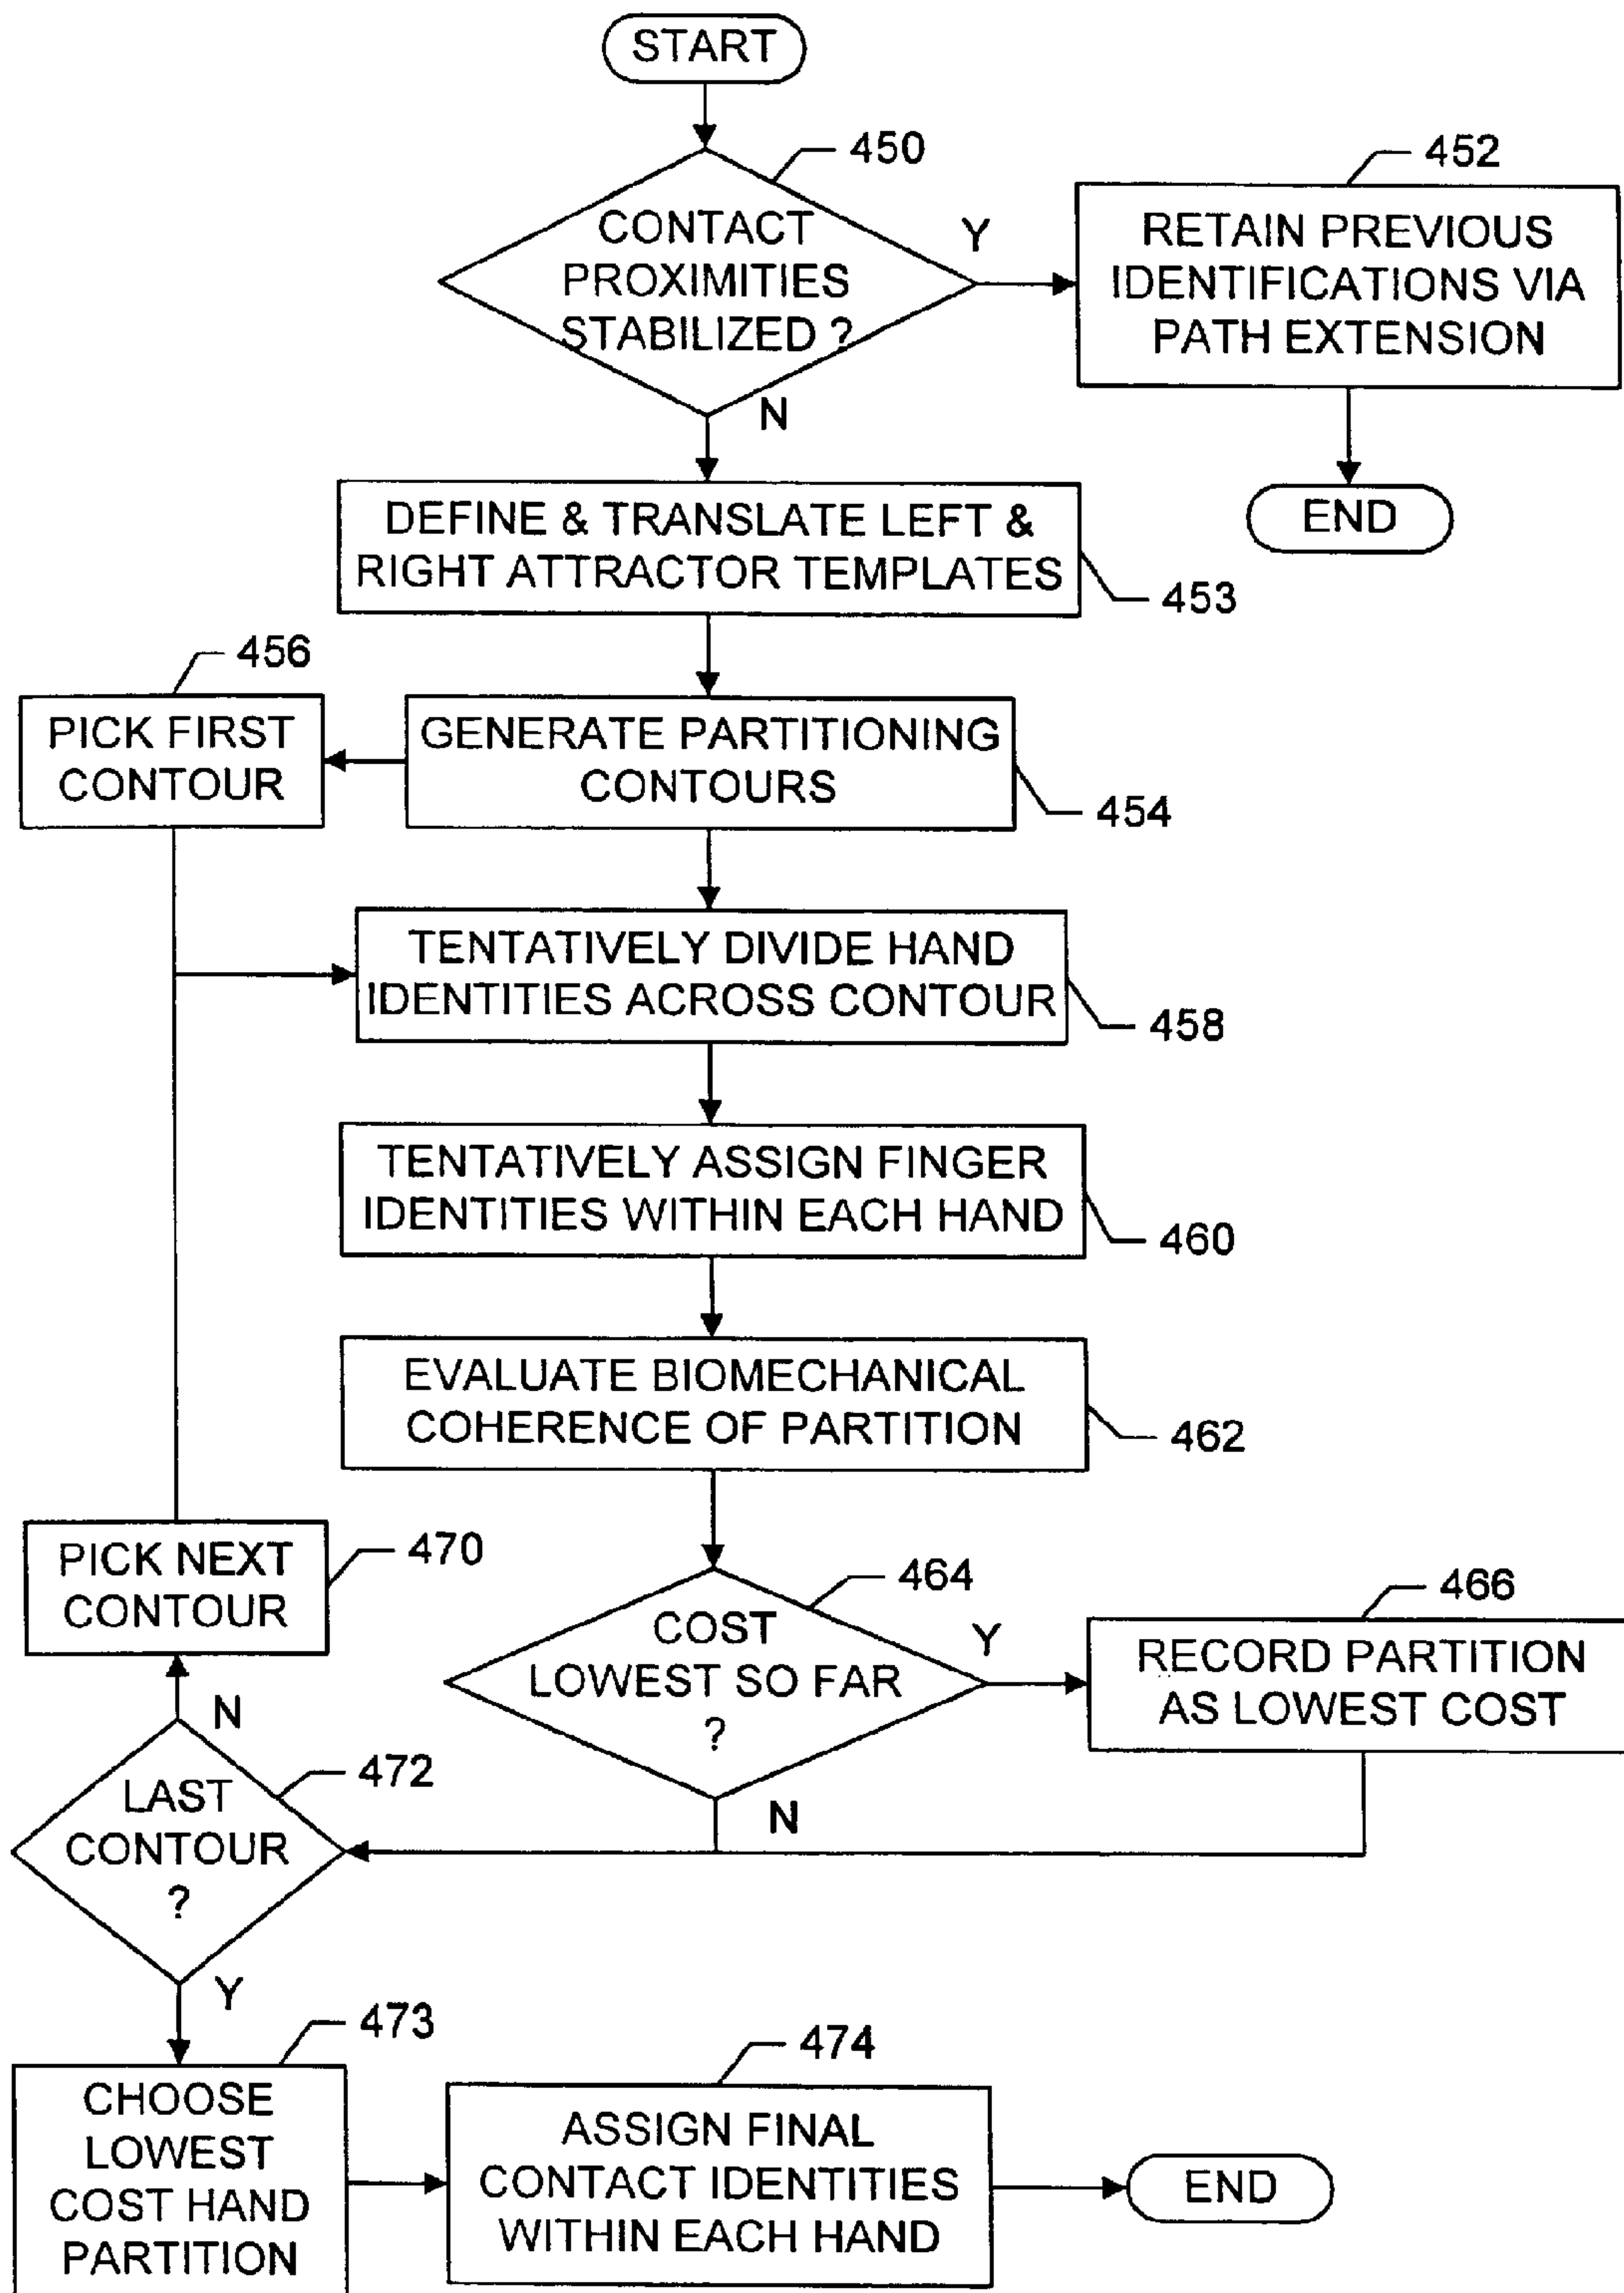 START
450
CONTACT
PROXIMITIES
STABILIZED ?
Y
N
452
RETAIN PREVIOUS
IDENTIFICATIONS VIA
PATH EXTENSION
END
DEFINE & TRANSLATE LEFT &
RIGHT ATTRACTOR TEMPLATES
453
456
PICK FIRST
CONTOUR
GENERATE PARTITIONING
CONTOURS
454
TENTATIVELY DIVIDE HAND
IDENTITIES ACROSS CONTOUR
458
TENTATIVELY ASSIGN FINGER
IDENTITIES WITHIN EACH HAND
460
EVALUATE BIOMECHANICAL
COHERENCE OF PARTITION
462
PICK NEXT
CONTOUR
470
464
COST
LOWEST SO FAR
?
Y
N
466
RECORD PARTITION
AS LOWEST COST
N
472
LAST
CONTOUR
?
Y
473
CHOOSE
LOWEST
COST HAND
PARTITION
474
ASSIGN FINAL
CONTACT IDENTITIES
WITHIN EACH HAND
END